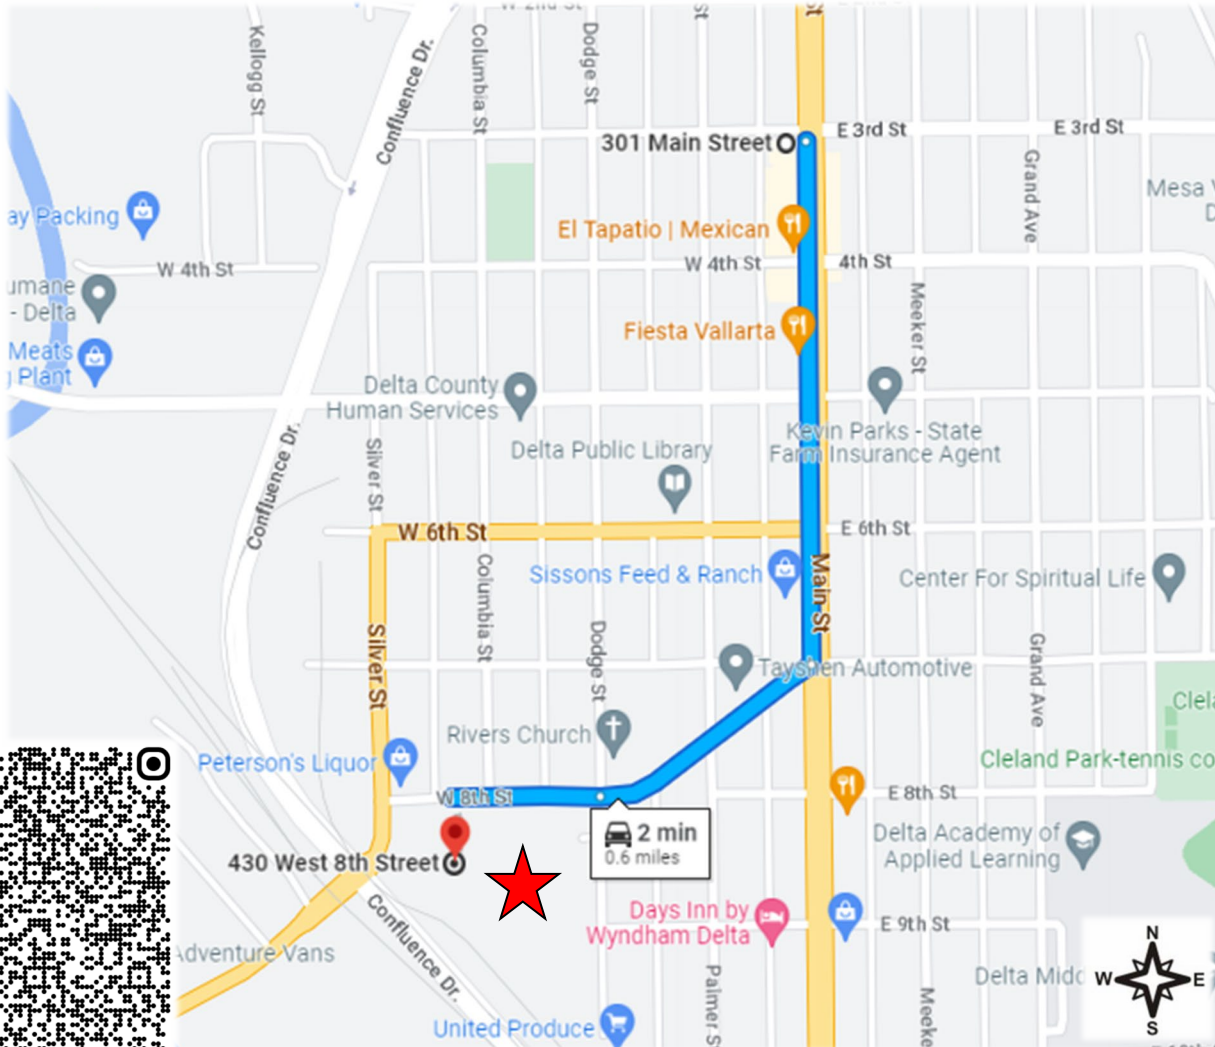 Kellogg St
Confluence Dr.
Columbia St
Dodge St
301 Main Street
E 3rd St
E 3rd St
Grand Ave
Mesa
ay Packing
El Tapatio | Mexican
W 4th St
W 4th St
4th St
umane
- Delta
Meeker St
Fiesta Vallarta
Meats
g Plant
Delta County
Human Services
Kevin Parks - State
Farm Insurance Agent
Silver St
Confluence Dr.
Delta Public Library
W 6th St
E 6th St
Columbia St
Sissons Feed & Ranch
Main St
Center For Spiritual Life
Silver St
Dodge St
Grand Ave
Tayshen Automotive
Rivers Church
Cleland Park-tennis co
Peterson's Liquor
W 8th St
E 8th St
2 min
0.6 miles
Delta Academy of
Applied Learning
430 West 8th Street
Confluence Dr.
Days Inn by
Wyndham Delta
E 9th St
Adventure Vans
Palmer S
Meeke
Delta Midd
N
W E
S
United Produce